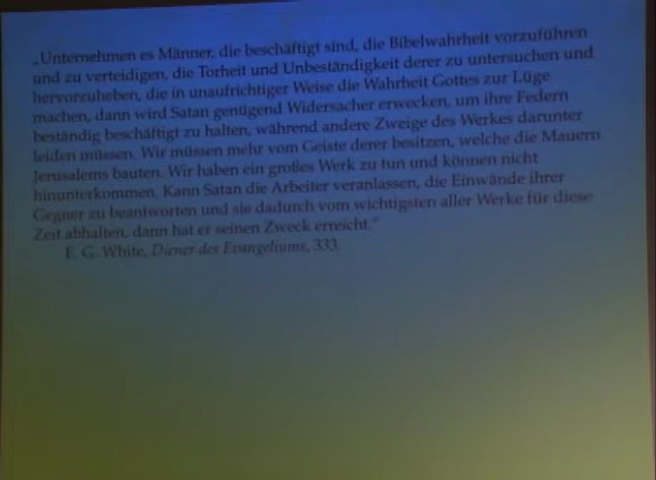 „Unternehmen es Männer, die beschäftigt sind, die Bibelwahrheit vorzuführen
und zu verteidigen, die Torheit und Unbeständigkeit derer zu untersuchen und
hervorzuheben, die in unaufrichtiger Weise die Wahrheit Gottes zur Lüge
machen, dann wird Satan genügend Widersacher erwecken, um ihre Federn
beständig beschäftigt zu halten, während andere Zweige des Werkes darunter
leiden müssen. Wir müssen mehr vom Geiste derer besitzen, welche die Mauern
Jerusalems bauten. Wir haben ein großes Werk zu tun und können nicht
hinunterkommen. Kann Satan die Arbeiter veranlassen, die Einwände ihrer
Gegner zu beantworten und sie dadurch vom wichtigsten aller Werke für diese
Zeit abhalten, dann hat er seinen Zweck erreicht."
E. G. White, Diener des Evangeliums, 333.